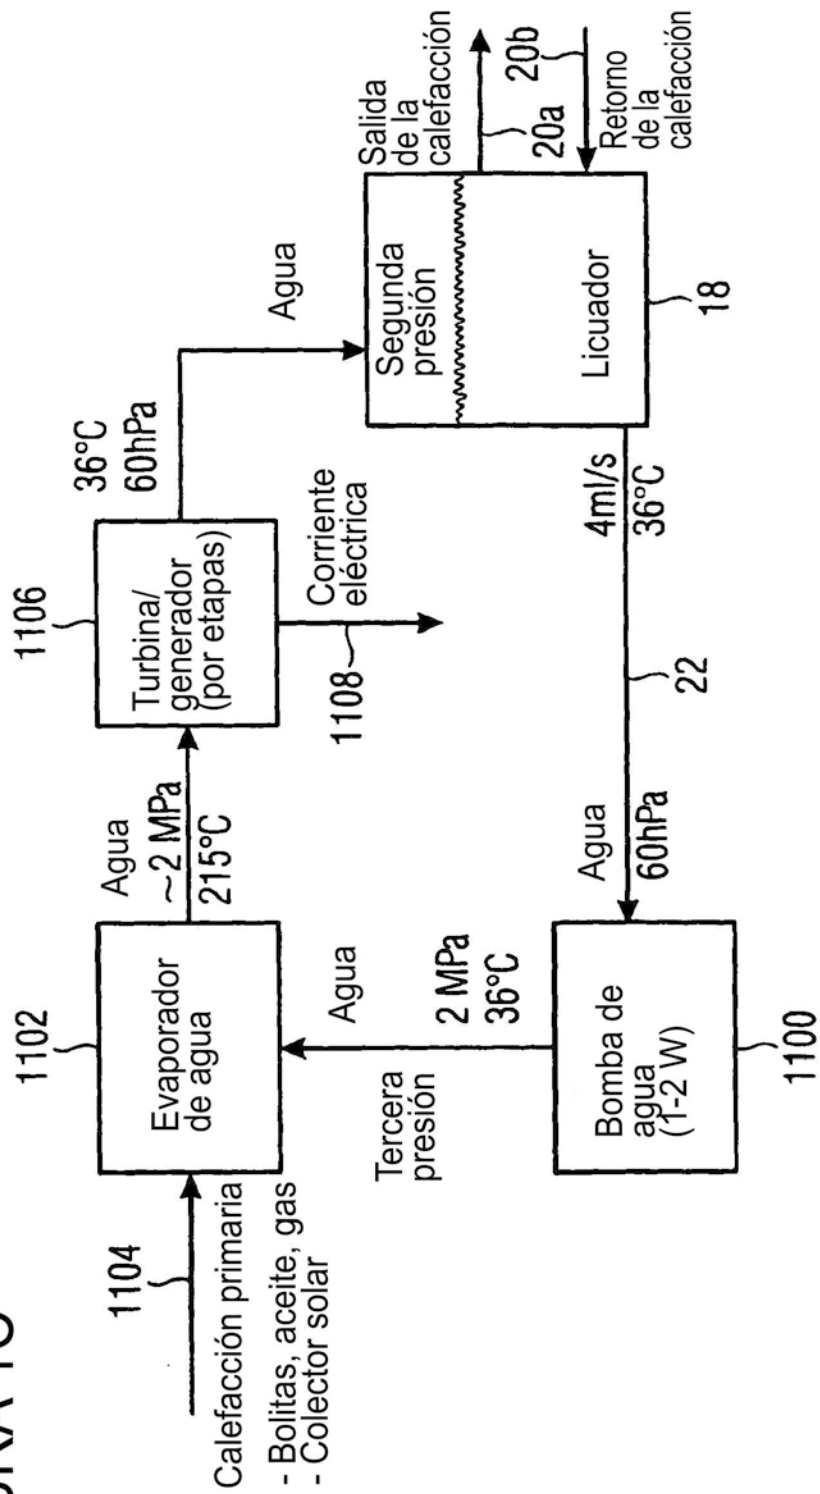 1104
Calefacción primaria
- Bolitas, aceite, gas
- Colector solar
1102
Evaporador
de agua
Agua
~2 MPa
215°C
1106
Turbina/
generador
(por etapas)
36°C
60hPa
Agua
Corriente
eléctrica
1108
Tercera
presión
Agua
2 MPa
36°C
Salida
de la
calefacción
20a
20b
Retorno
de la
calefacción
Segunda
presión
Licuador
18
4ml/s
36°C
22
Agua
60hPa
Bomba de
agua
(1-2 W)
1100